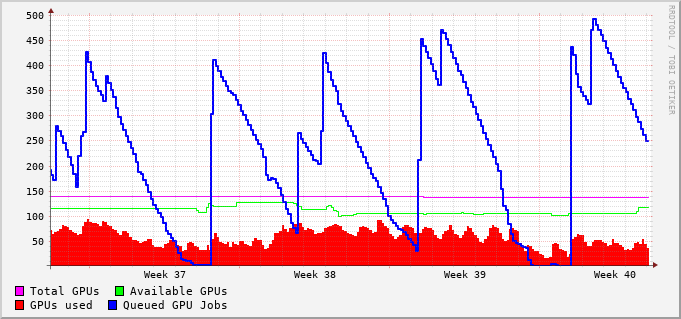 500
450
400
350
300
250
200
150
100
50
Week 37 Week 38 Week 39 Week 40
Total GPUs Available GPUs
GPUs used Queued GPU Jobs
RRDTOOL / TOBI OETIKER